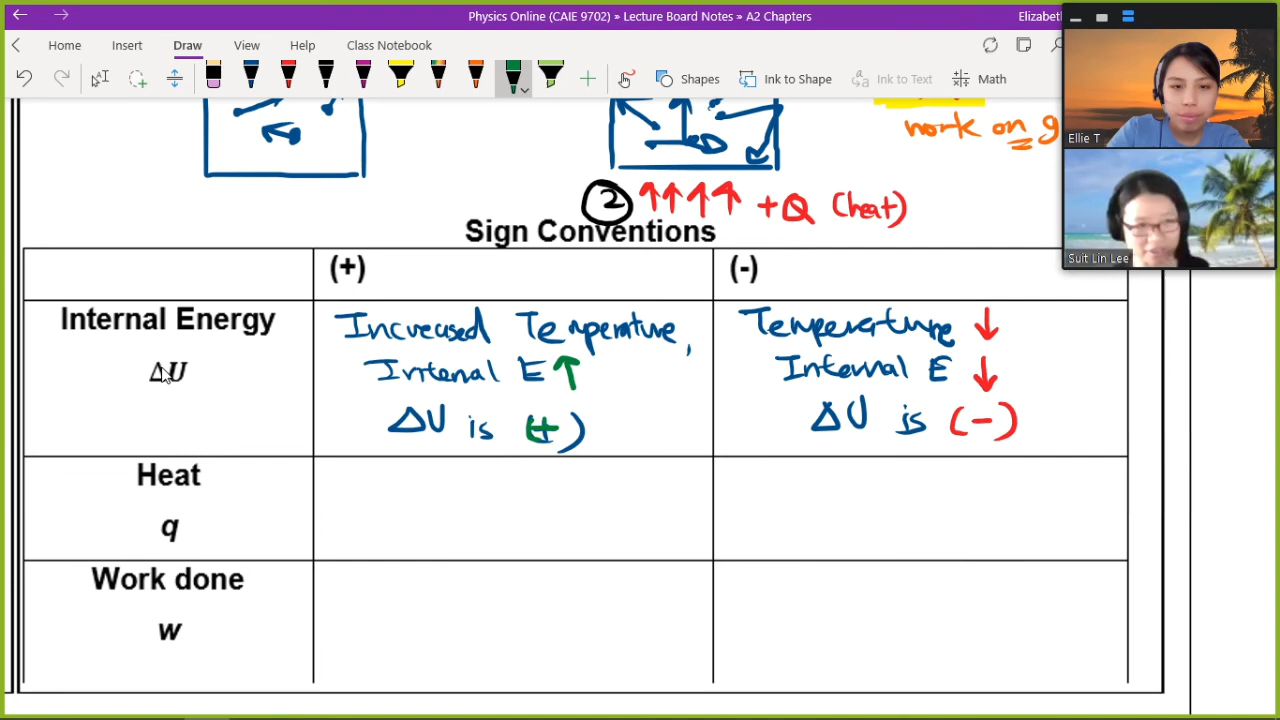 Physics Online (CAIE 9702) » Lecture Board Notes » A2 Chapters
Elizabeth
Home Insert Draw View Help Class Notebook
Shapes Ink to Shape Ink to Text Math
Ellie T
Suit Lin Lee
work on g
2 ↑↑↑↑ +Q (heat)
Sign Conventions
(+) (-)
Internal Energy
ΔU
Increased Temperature,
Internal E ↑
ΔU is (+)
Temperature ↓
Internal E ↓
ΔU is (-)
Heat
q
Work done
w